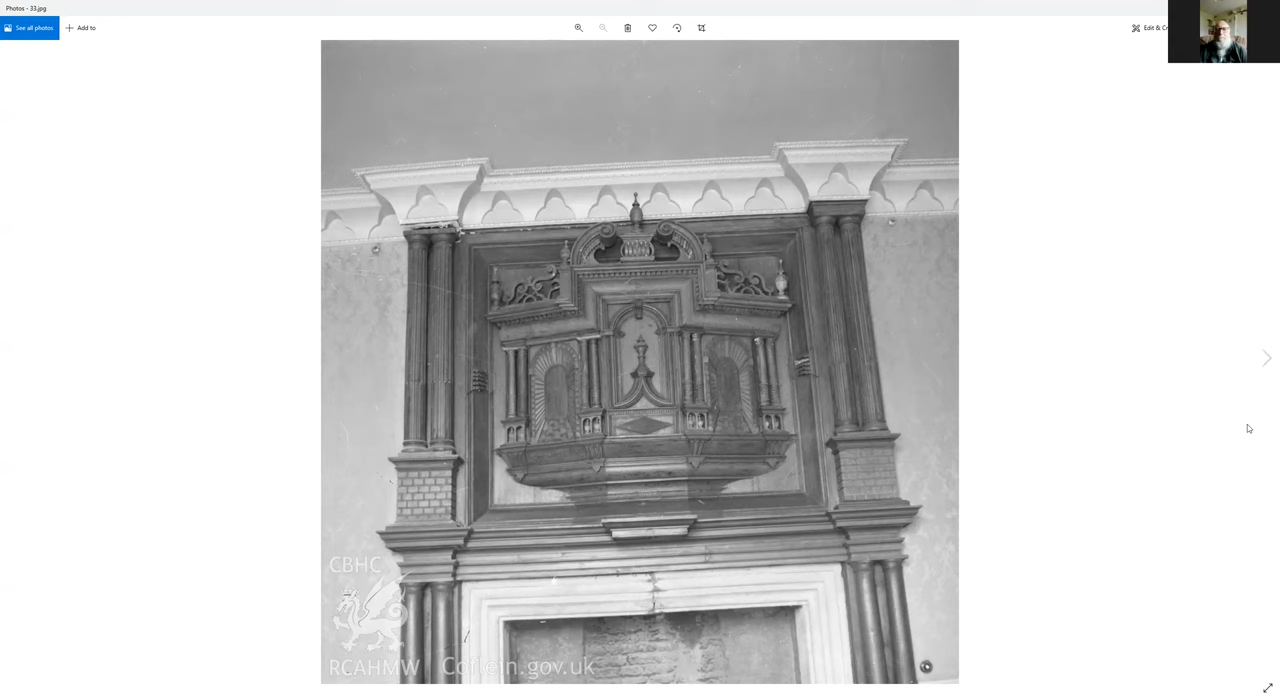 Photos - 33.jpg
See all photos
Add to
Edit & Cr
CBHC
RCAHMW
Coflein.gov.uk